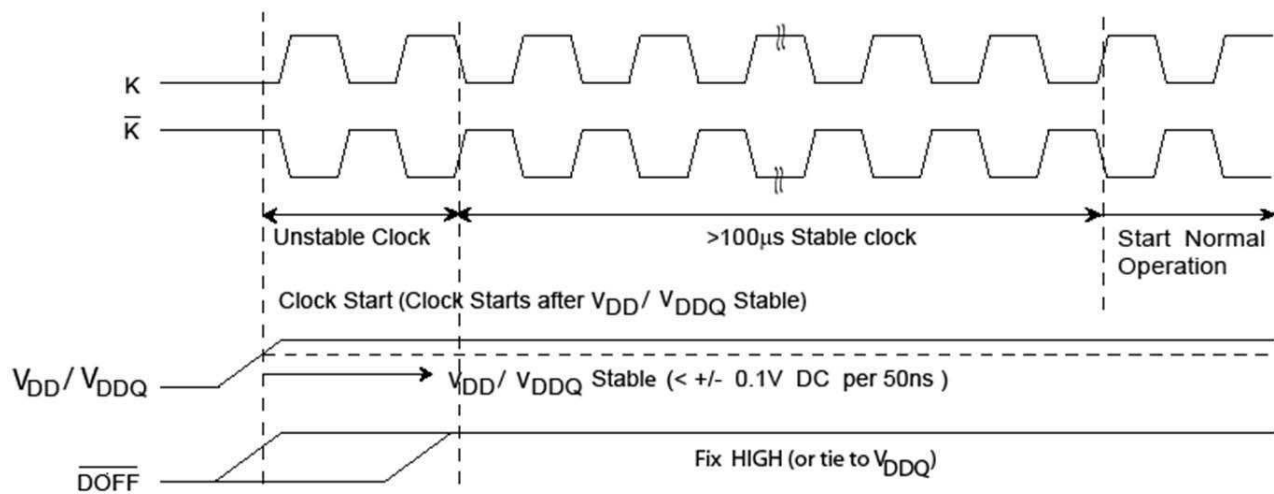 K
K̅
Unstable Clock
>100μs Stable clock
Start Normal
Operation
Clock Start (Clock Starts after VDD/ VDDQ Stable)
VDD/ VDDQ
VDD/ VDDQ Stable (< +/- 0.1V DC per 50ns )
D̅O̅F̅F̅
Fix HIGH (or tie to VDDQ)